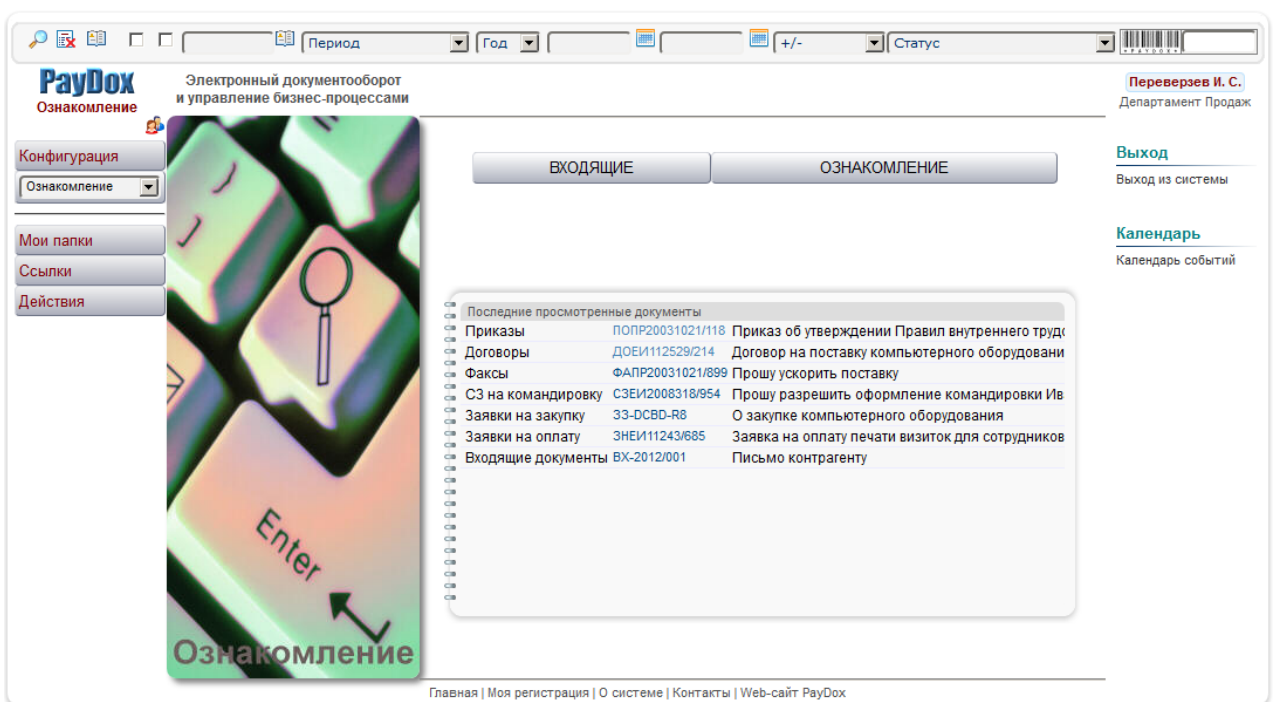 Период Год +/- Статус
PAYDOX
PayDox
Ознакомление
Электронный документооборот
и управление бизнес-процессами
Переверзев И. С.
Департамент Продаж
Конфигурация
Ознакомление
Мои папки
Ссылки
Действия
} ]
Enter
Ознакомление
ВХОДЯЩИЕ ОЗНАКОМЛЕНИЕ
Выход
Выход из системы
Календарь
Календарь событий
Последние просмотренные документы
Приказы ПОПР20031021/118 Приказ об утверждении Правил внутреннего трудо
Договоры ДОЕИ112529/214 Договор на поставку компьютерного оборудовани
Факсы ФАПР20031021/899 Прошу ускорить поставку
СЗ на командировку СЗЕИ2008318/954 Прошу разрешить оформление командировки Ив
Заявки на закупку ЗЗ-DCBD-R8 О закупке компьютерного оборудования
Заявки на оплату ЗНЕИ11243/685 Заявка на оплату печати визиток для сотрудников
Входящие документы ВХ-2012/001 Письмо контрагенту
Главная | Моя регистрация | О системе | Контакты | Web-сайт PayDox